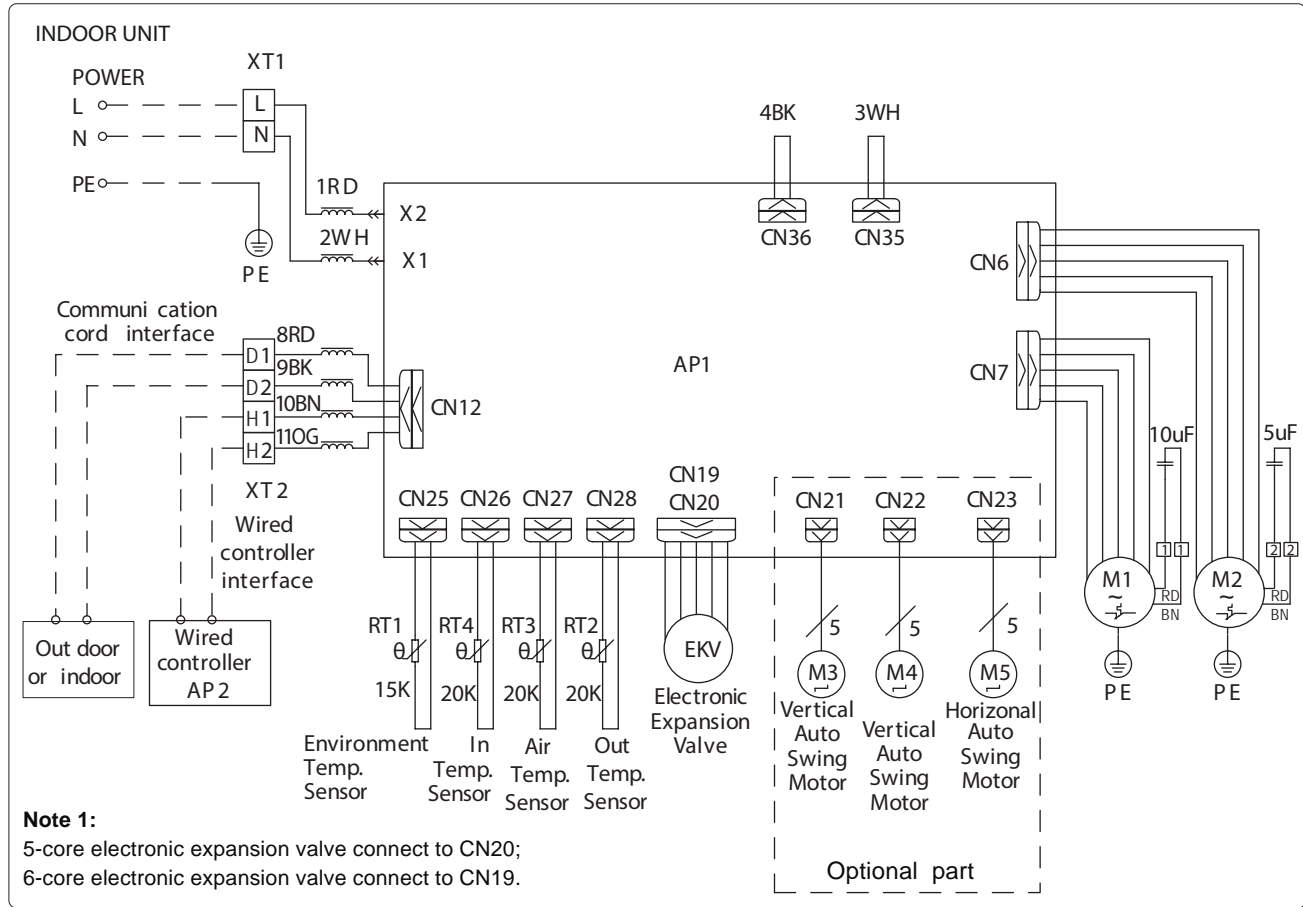 INDOOR UNIT
POWER
XT1
L
L
N
N
PE
PE
1RD
X2
2WH
X1
4BK
3WH
CN36
CN35
CN6
CN7
AP1
Communi cation
cord interface
8RD
D1
9BK
D2
10BN
H1
11OG
H2
CN12
XT2
Wired
controller
interface
Out door
or indoor
Wired
controller
AP2
CN25
CN26
CN27
CN28
CN19
CN20
CN21
CN22
CN23
RT1
θ
15K
RT4
θ
20K
RT3
θ
20K
RT2
θ
20K
EKV
5
5
5
M3
M4
M5
Environment
Temp.
Sensor
In
Temp.
Sensor
Air
Temp.
Sensor
Out
Temp.
Sensor
Electronic
Expansion
Valve
Vertical
Auto
Swing
Motor
Vertical
Auto
Swing
Motor
Horizonal
Auto
Swing
Motor
Optional part
10uF
5uF
1 1
2 2
M1
~
RD
BN
M2
~
RD
BN
PE
PE
Note 1:
5-core electronic expansion valve connect to CN20;
6-core electronic expansion valve connect to CN19.